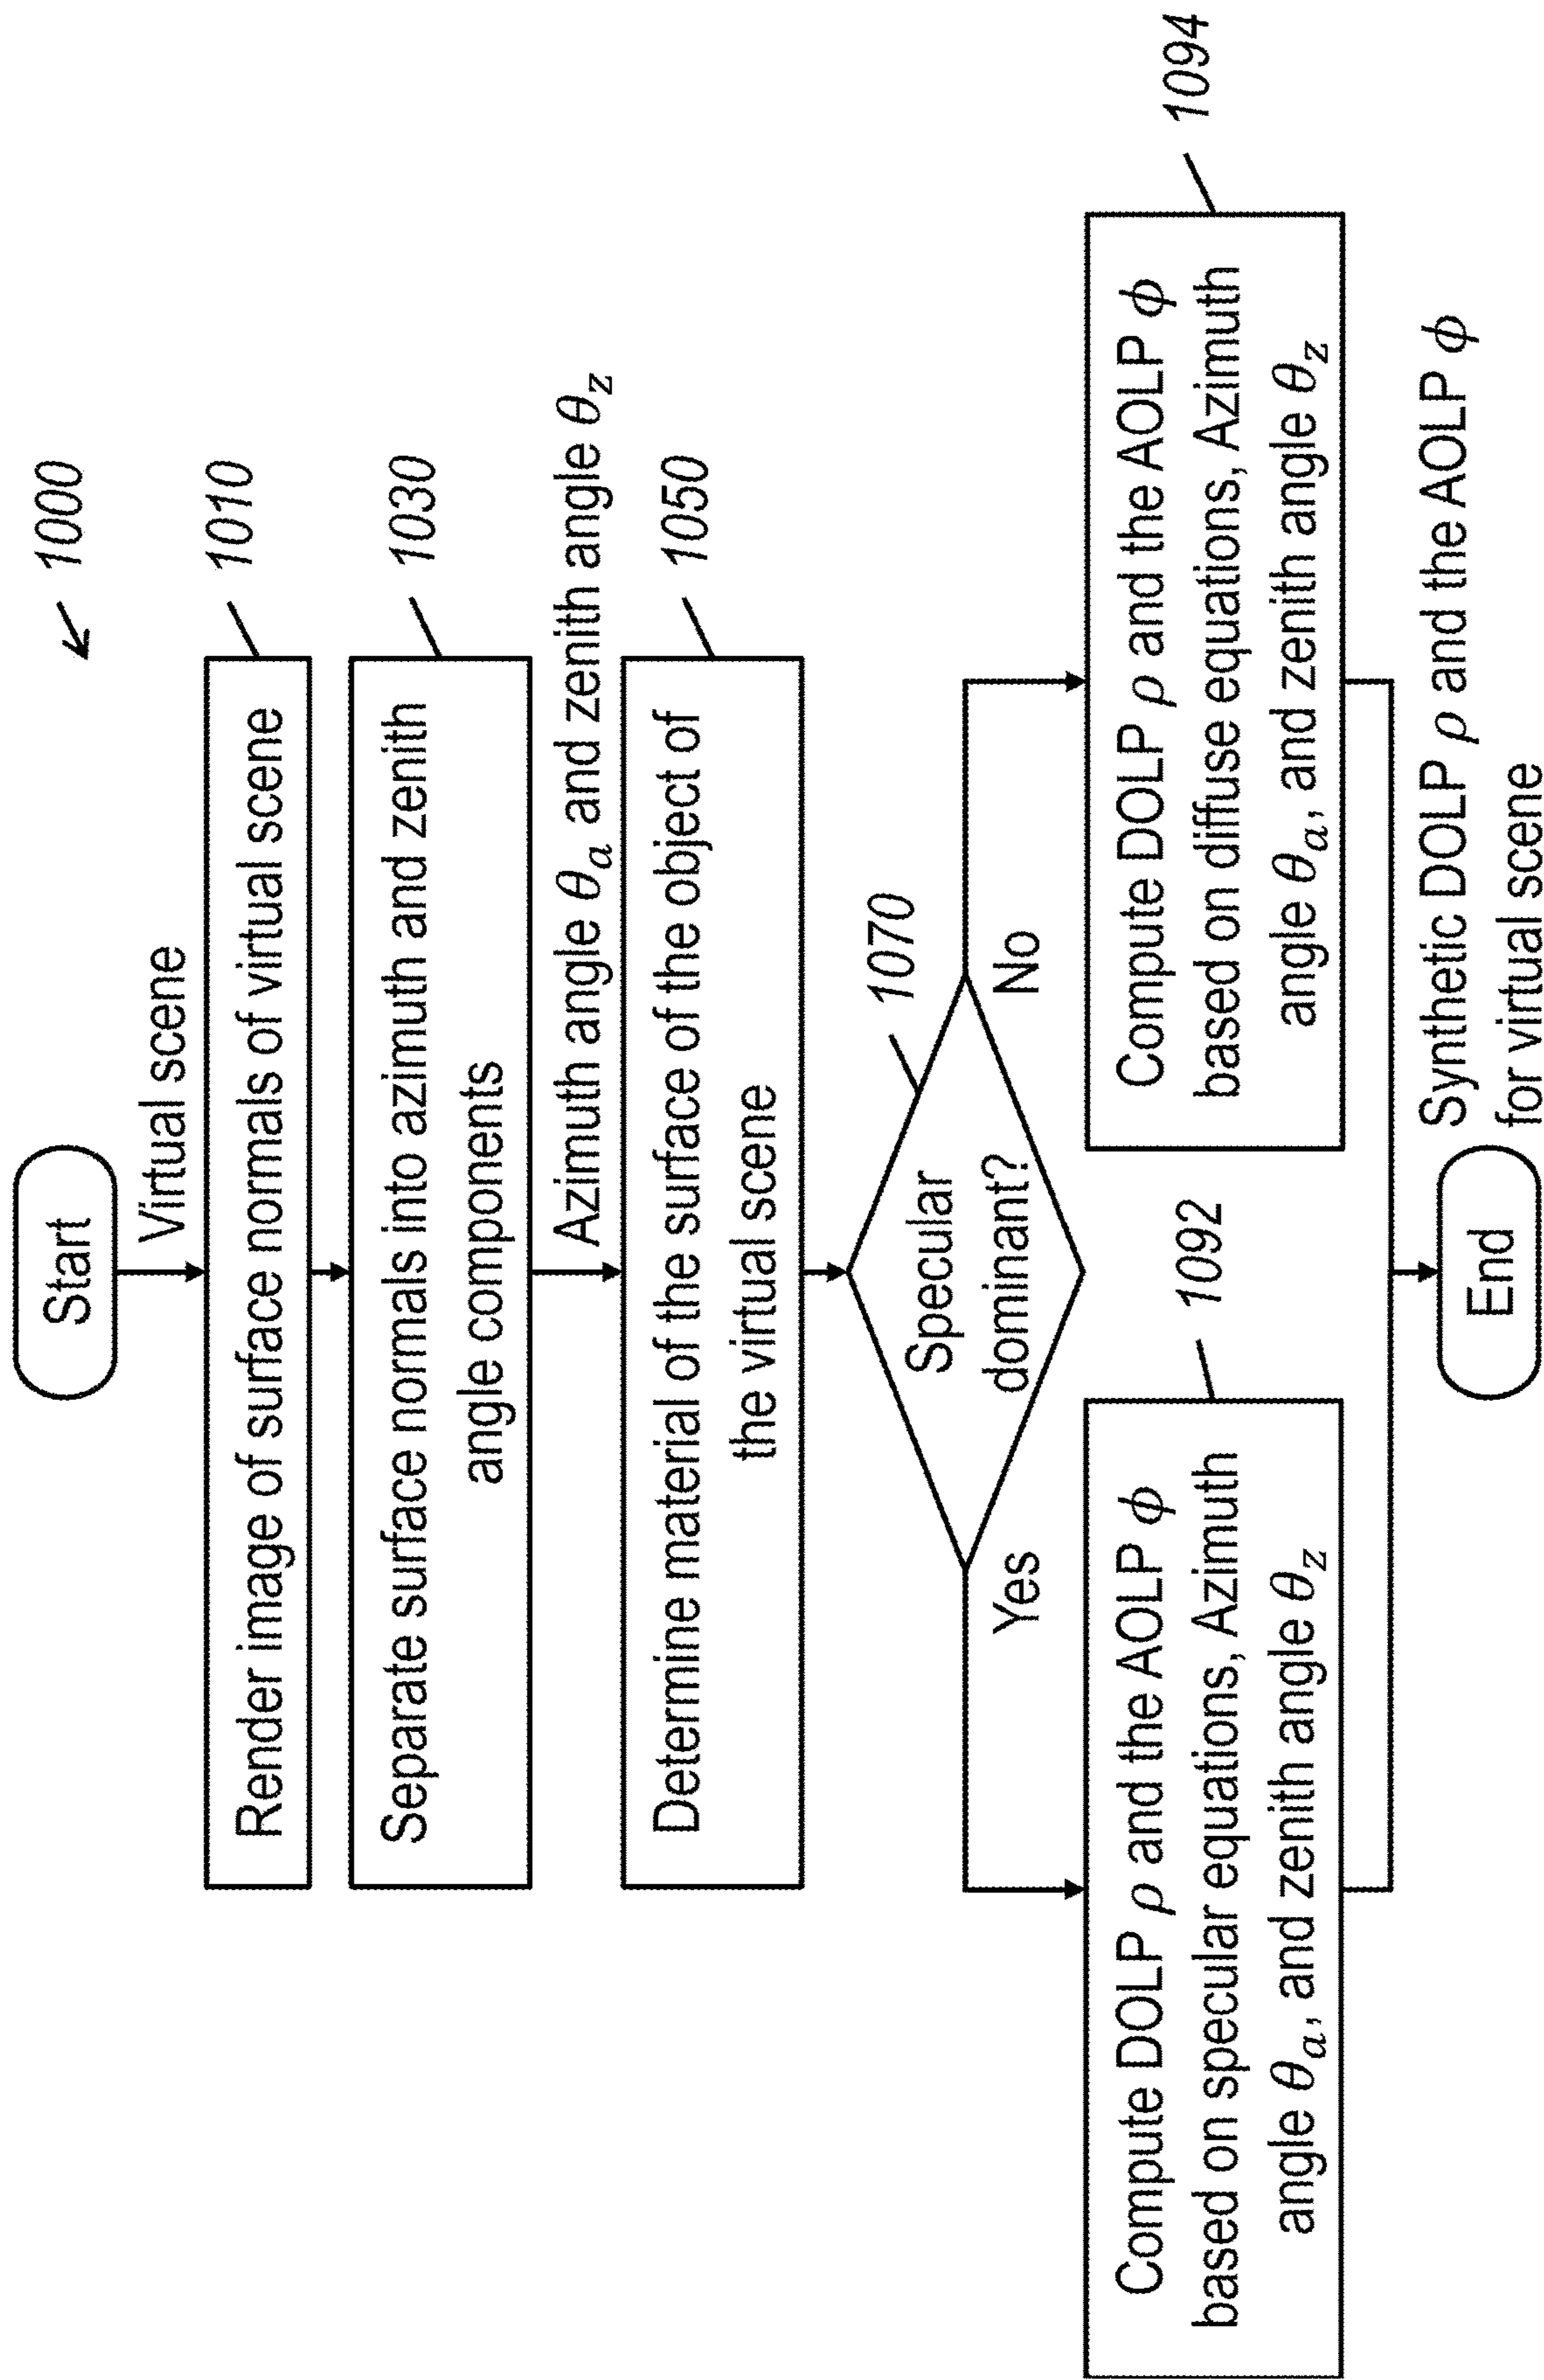 1000
Start
Virtual scene
1010
Render image of surface normals of virtual scene
1030
Separate surface normals into azimuth and zenith
angle components
Azimuth angle θₐ and zenith angle θ_z
1050
Determine material of the surface of the object of
the virtual scene
1070
Specular
dominant?
Yes
No
1092
Compute DOLP ρ and the AOLP ϕ
based on specular equations, Azimuth
angle θₐ, and zenith angle θ_z
1094
Compute DOLP ρ and the AOLP ϕ
based on diffuse equations, Azimuth
angle θₐ, and zenith angle θ_z
Synthetic DOLP ρ and the AOLP ϕ
for virtual scene
End